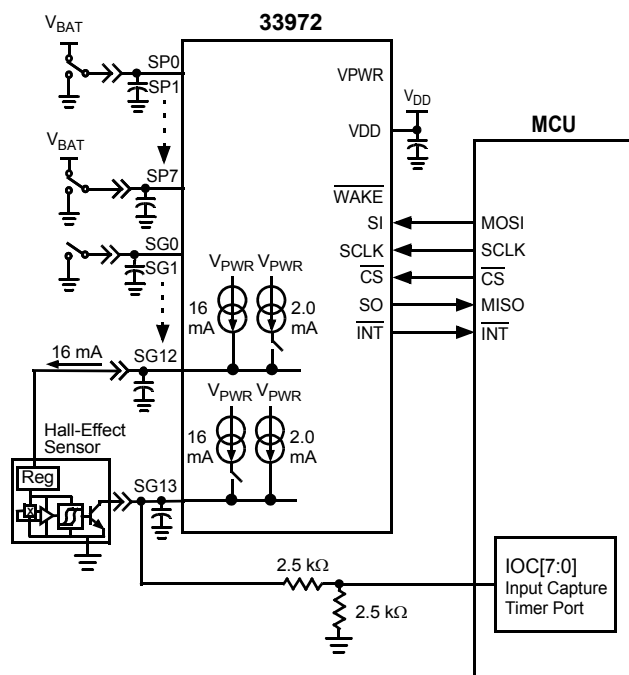 33972
V_BAT
SP0
SP1
VPWR
V_DD
VDD
MCU
V_BAT
SP7
WAKE
SI
MOSI
SG0
SG1
SCLK
SCLK
CS
CS
V_PWR
V_PWR
SO
MISO
16 mA
2.0 mA
INT
INT
16 mA
SG12
V_PWR
V_PWR
Hall-Effect
Sensor
16 mA
2.0 mA
Reg
X
SG13
2.5 kΩ
IOC[7:0]
Input Capture
Timer Port
2.5 kΩ